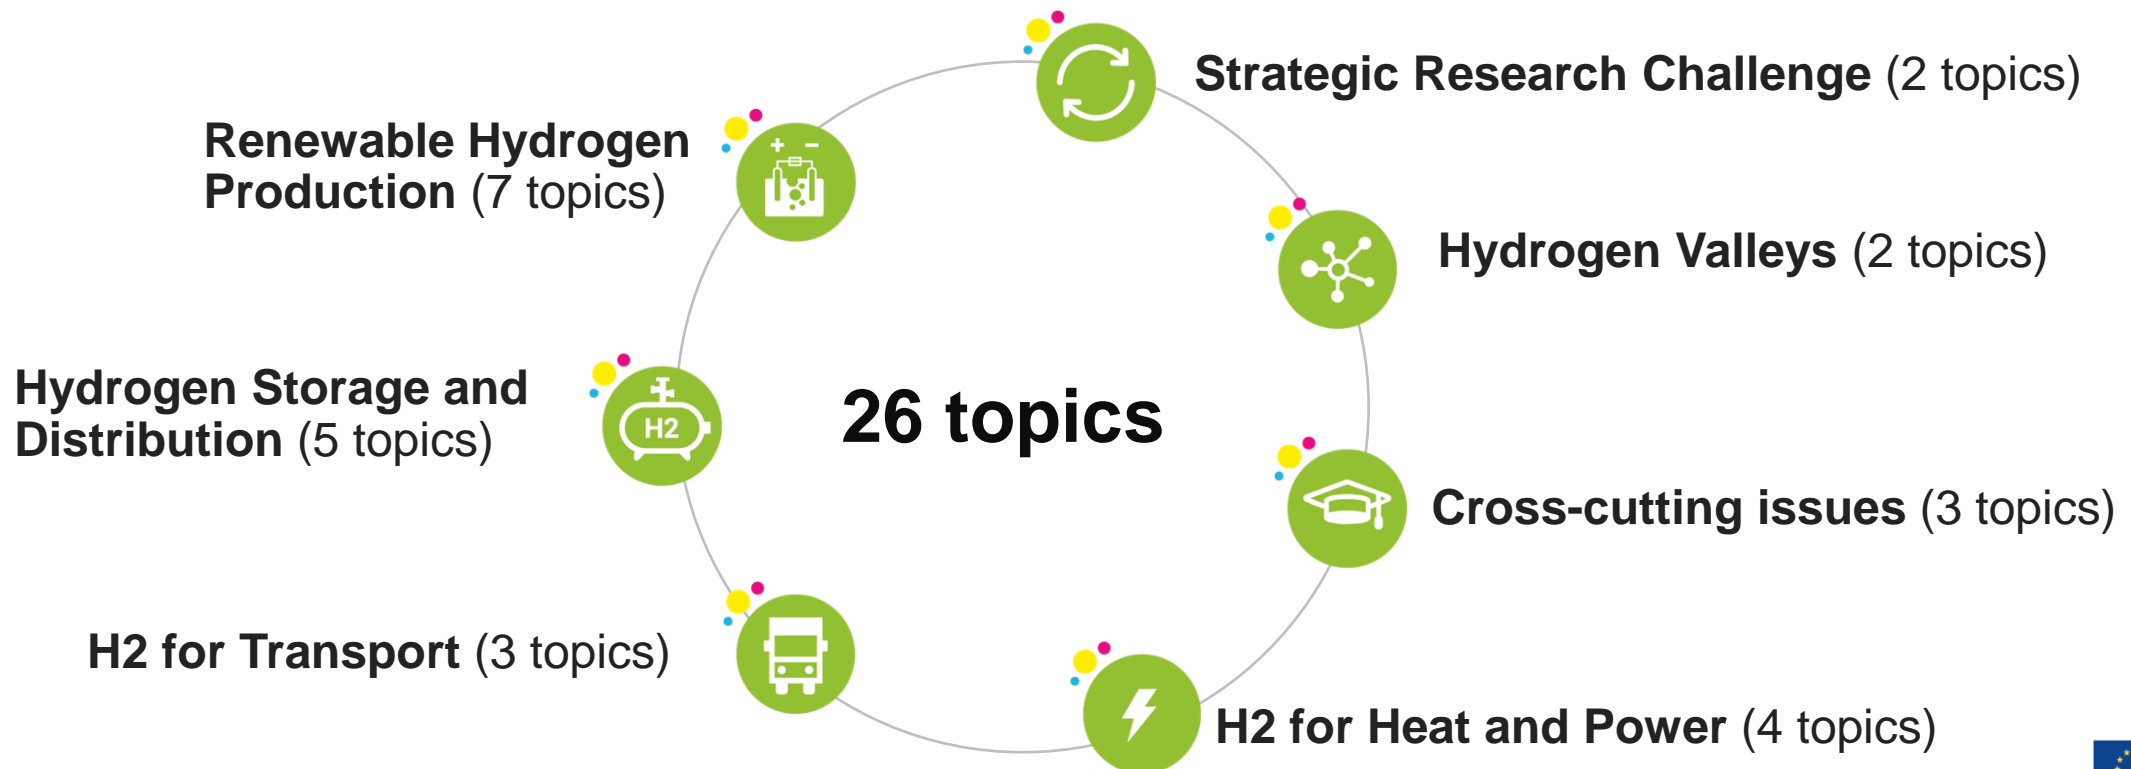 Strategic Research Challenge (2 topics)
Renewable Hydrogen
Production (7 topics)
+ −
Hydrogen Valleys (2 topics)
Hydrogen Storage and
Distribution (5 topics)
H2
26 topics
Cross-cutting issues (3 topics)
H2 for Transport (3 topics)
H2 for Heat and Power (4 topics)